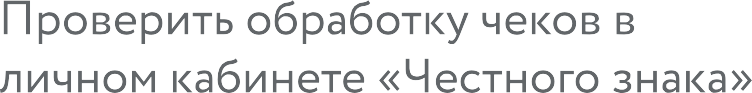 Проверить обработку чеков в
личном кабинете «Честного знака»